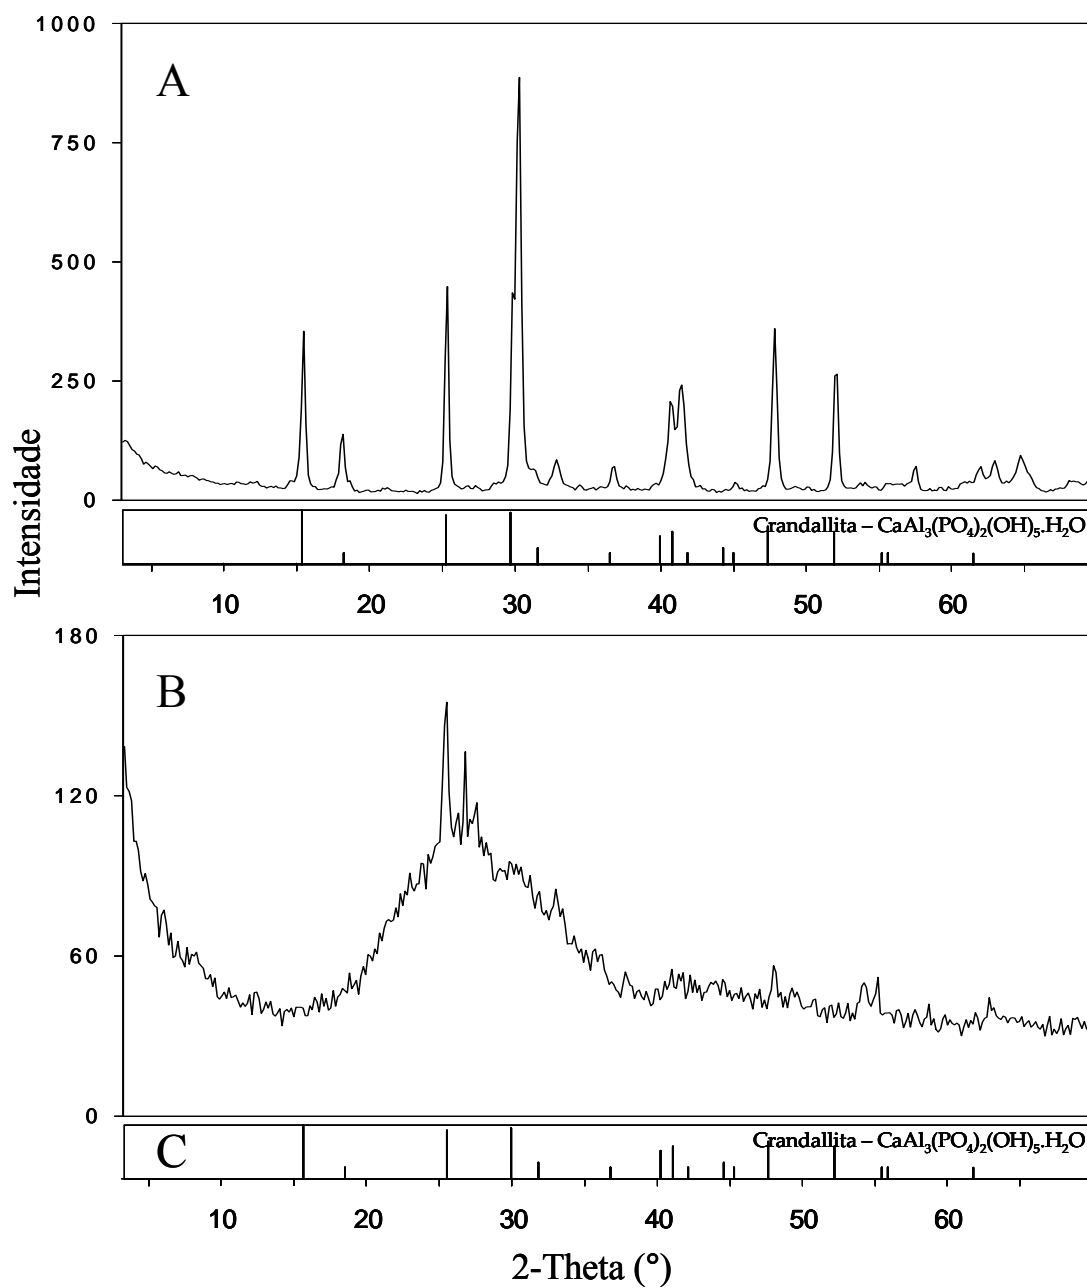 1000
A
750
500
250
0
Intensidade
Crandallita – CaAl₃(PO₄)₂(OH)₅.H₂O
10 20 30 40 50 60
180
B
120
60
0
C
Crandallita – CaAl₃(PO₄)₂(OH)₅.H₂O
10 20 30 40 50 60
2-Theta (°)